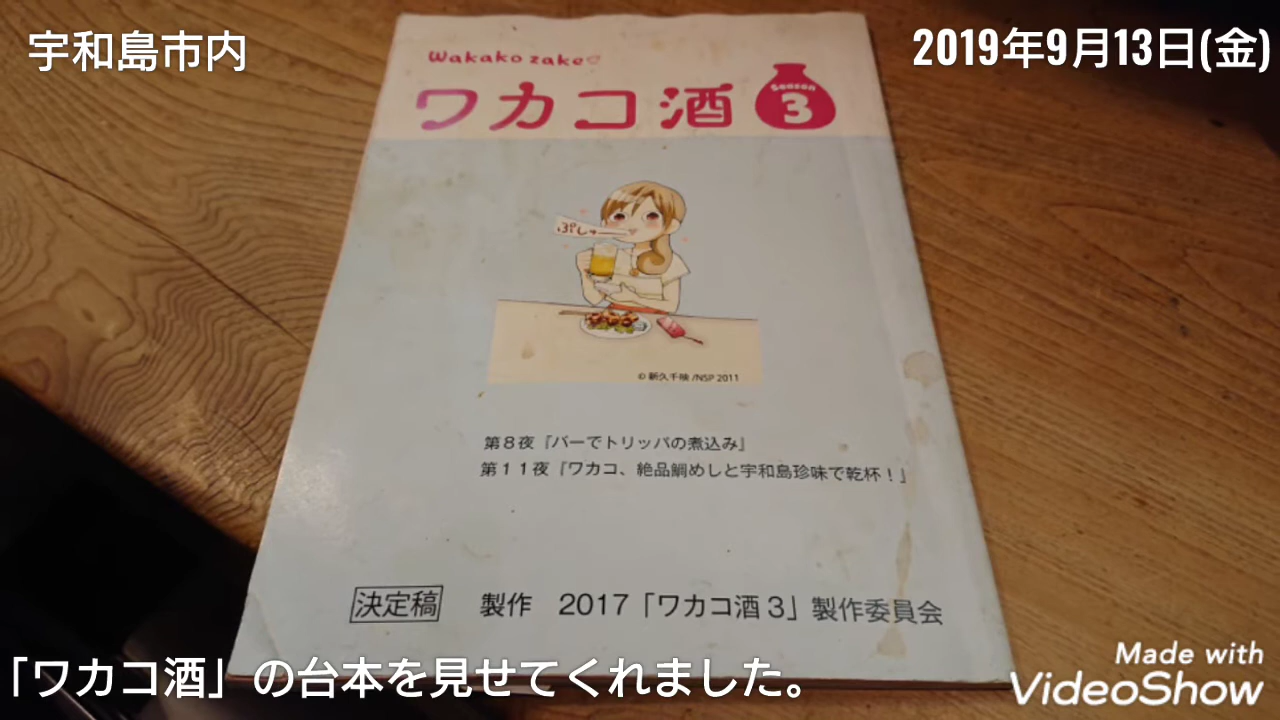 宇和島市内
2019年9月13日(金)
Wakako zake
ワカコ酒
Season
3
ぷしゅー
© 新久千映/NSP 2011
第8夜『バーでトリッパの煮込み』
第11夜『ワカコ、絶品鯛めしと宇和島珍味で乾杯!』
決定稿 製作 2017「ワカコ酒3」製作委員会
「ワカコ酒」の台本を見せてくれました。
Made with
VideoShow